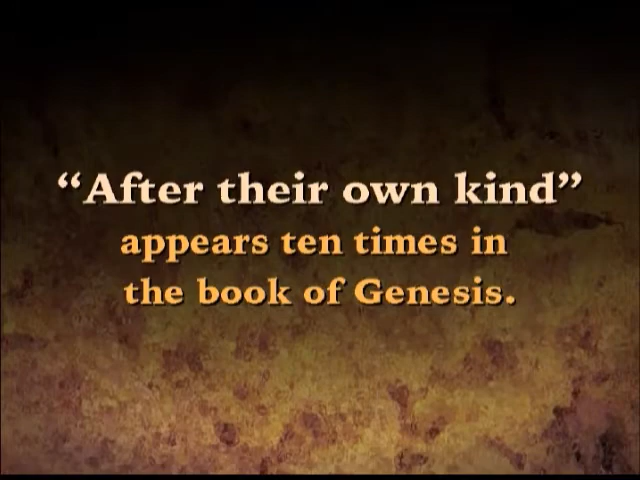 “After their own kind”
appears ten times in
the book of Genesis.